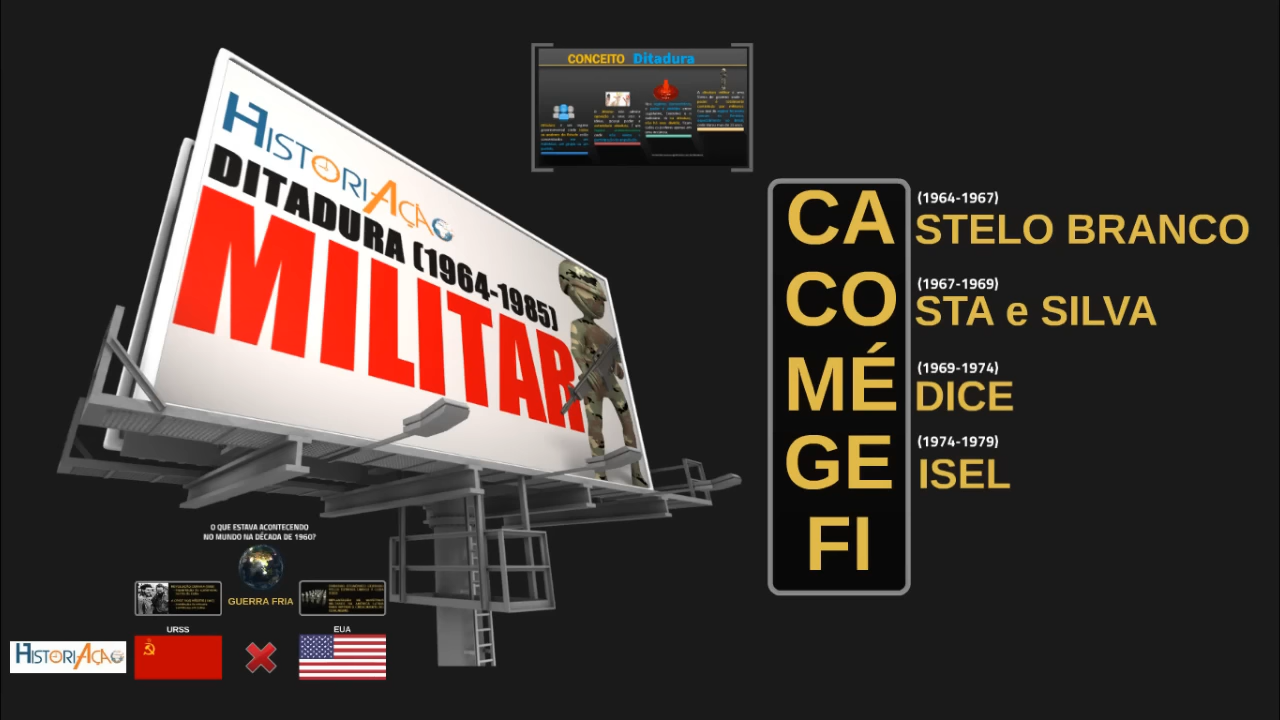 HISTORIAÇÃO
DITADURA (1964-1985)
MILITAR
CONCEITO Ditadura
CA
(1964-1967)
STELO BRANCO
CO
(1967-1969)
STA e SILVA
MÉ
(1969-1974)
DICE
GE
(1974-1979)
ISEL
FI
O QUE ESTAVA ACONTECENDO
NO MUNDO NA DÉCADA DE 1960?
GUERRA FRIA
URSS
EUA
HISTORIAÇÃO